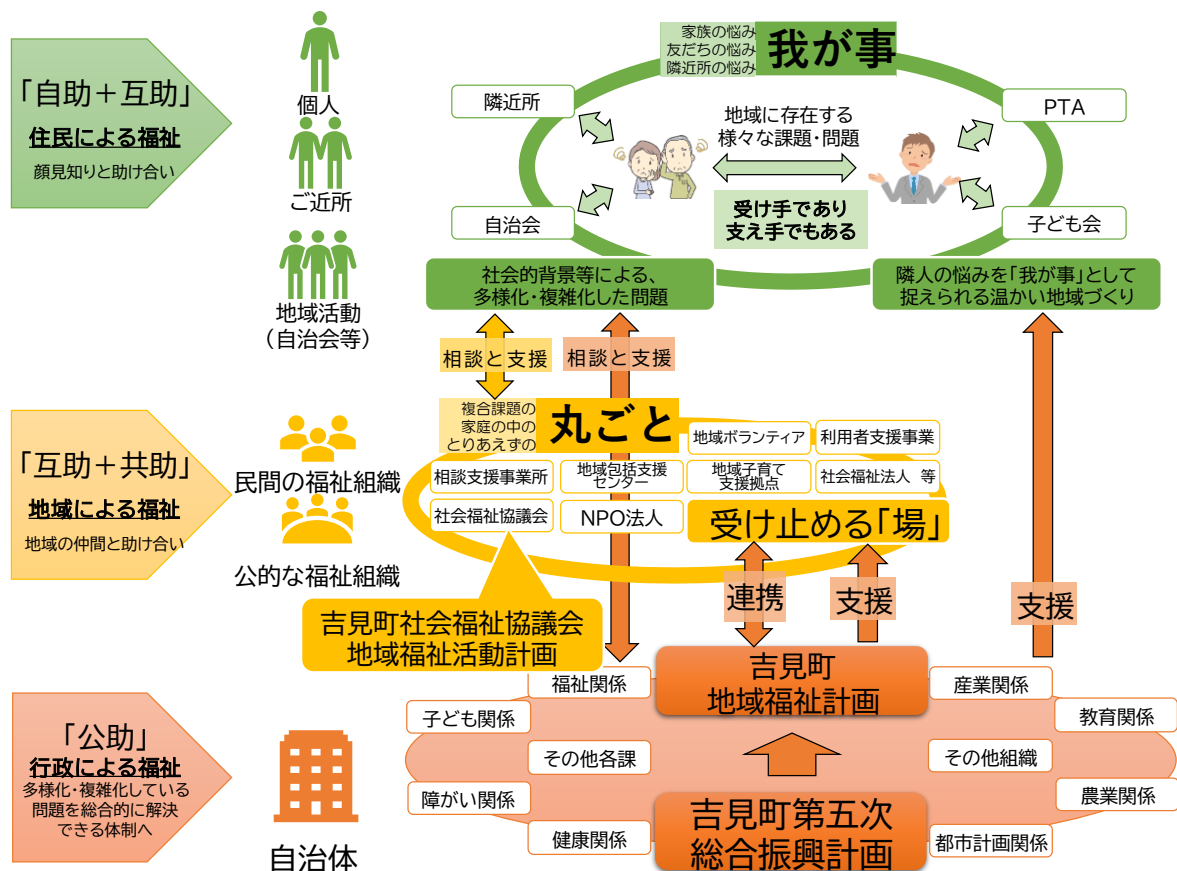 「自助＋互助」
住民による福祉
顔見知りと助け合い
個人
ご近所
地域活動
（自治会等）
家族の悩み
友だちの悩み
隣近所の悩み
我が事
隣近所
PTA
地域に存在する
様々な課題・問題
受け手であり
支え手でもある
自治会
子ども会
社会的背景等による、
多様化・複雑化した問題
隣人の悩みを「我が事」として
捉えられる温かい地域づくり
相談と支援
相談と支援
「互助＋共助」
地域による福祉
地域の仲間と助け合い
民間の福祉組織
公的な福祉組織
複合課題の
家庭の中の
とりあえずの
丸ごと
地域ボランティア
利用者支援事業
相談支援事業所
地域包括支援
センター
地域子育て
支援拠点
社会福祉法人 等
社会福祉協議会
NPO法人
受け止める「場」
吉見町社会福祉協議会
地域福祉活動計画
連携
支援
支援
「公助」
行政による福祉
多様化・複雑化している
問題を総合的に解決
できる体制へ
自治体
吉見町
地域福祉計画
福祉関係
産業関係
子ども関係
教育関係
その他各課
その他組織
障がい関係
農業関係
健康関係
都市計画関係
吉見町第五次
総合振興計画